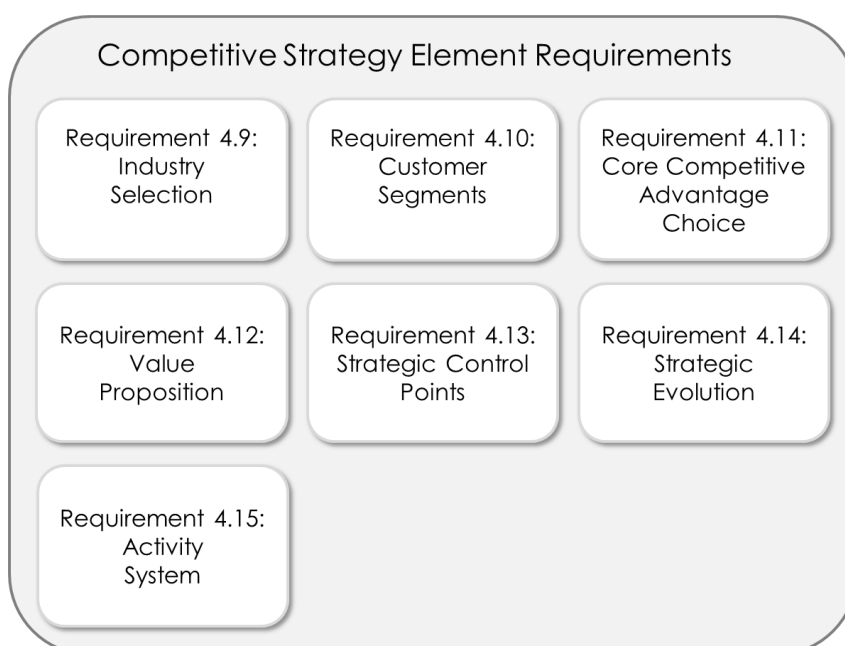 Competitive Strategy Element Requirements
Requirement 4.9:
Industry
Selection
Requirement 4.10:
Customer
Segments
Requirement 4.11:
Core Competitive
Advantage
Choice
Requirement 4.12:
Value
Proposition
Requirement 4.13:
Strategic Control
Points
Requirement 4.14:
Strategic
Evolution
Requirement 4.15:
Activity
System